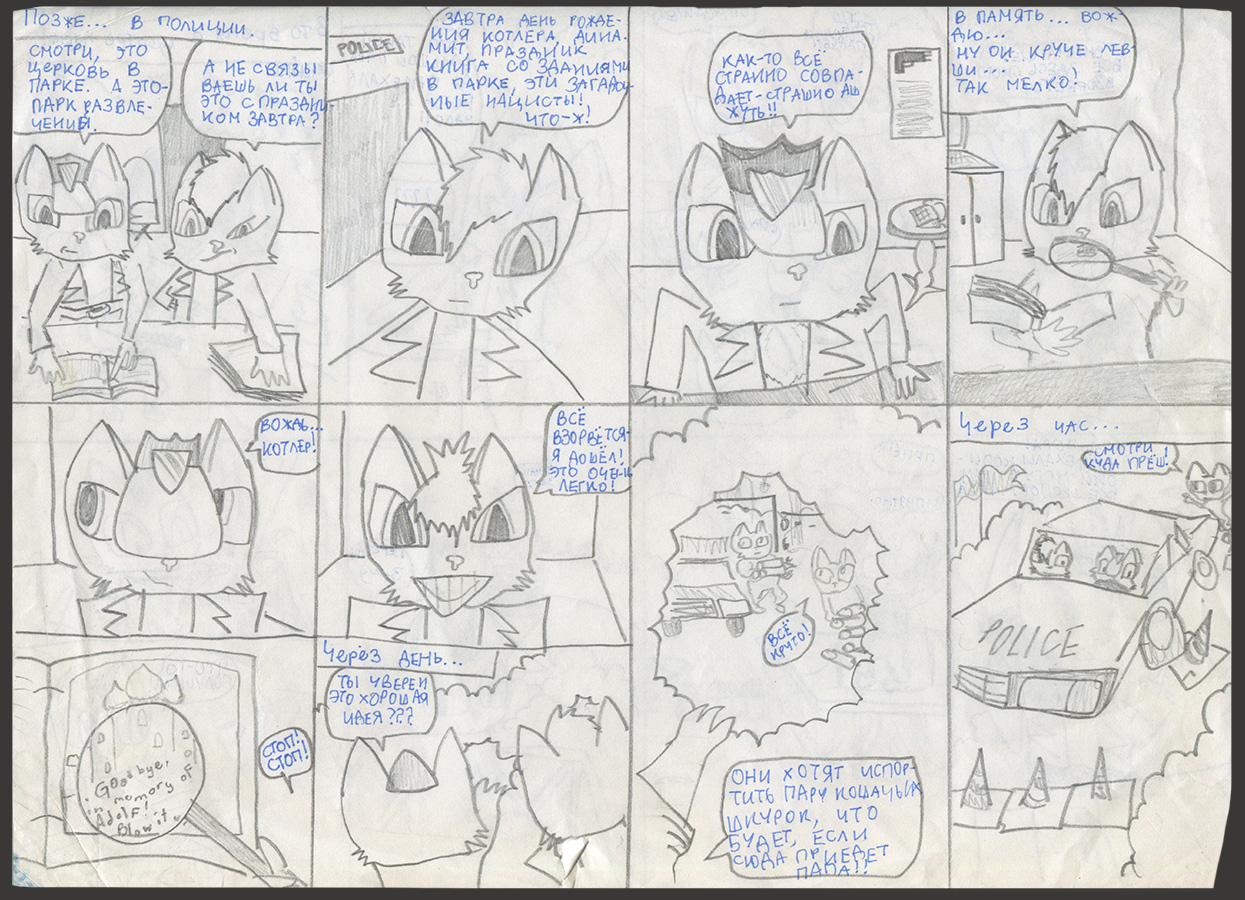 ПОЗЖЕ... В ПОЛИЦИИ.
СМОТРИ, ЭТО
ЦЕРКОВЬ В
ПАРКЕ. А ЭТО-
ПАРК РАЗВЛЕ-
ЧЕНИЙ.
А НЕ СВЯЗЫ
ВАЕШЬ ЛИ ТЫ
ЭТО С ПРАЗДНИ-
КОМ ЗАВТРА?
POLICE
ЗАВТРА ДЕНЬ РОЖДЕ-
НИЯ КОТЛЕРА, ДИНА-
МИТ, ПРАЗДНИК
КНИГА СО ЗДАНИЯМИ
В ПАРКЕ, ЭТИ ЗАГАДОЧ-
НЫЕ НАЦИСТЫ!
ЧТО-Ж!
КАК-ТО ВСЁ
СТРАННО СОВПА-
ДАЕТ-СТРАШНО АШ
ЖУТЬ!!
В ПАМЯТЬ... ВОЖ-
ДЮ...
НУ ОН КРУЧЕ ЛЕВ-
ШИ...
ТАК МЕЛКО!
ВОЖДЬ...
КОТЛЕР!
ВСЁ
ВЗОРВЁТСЯ-
Я ДОШЁЛ!
ЭТО ОЧЕНЬ
ЛЕГКО!
Goodbye,
in memory of
Adolf!
Blow it
СТОП!
СТОП!
ЧЕРЕЗ ДЕНЬ...
ТЫ УВЕРЕН
ЭТО ХОРОШАЯ
ИДЕЯ???
ВСЁ
КРУТО!
ОНИ ХОТЯТ ИСПОР-
ТИТЬ ПАРУ КОШАЧЬИХ
ШКУРОК, ЧТО
БУДЕТ, ЕСЛИ
СЮДА ПРИЕДЕТ
ПАПА!!
ЧЕРЕЗ ЧАС...
СМОТРИ
КУДА ПРЁШ!
POLICE